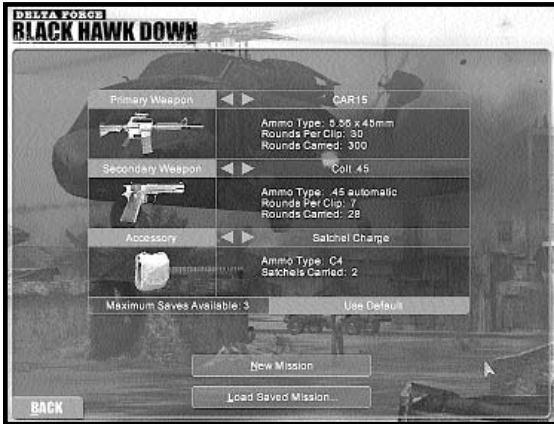 DELTA FORCE
BLACK HAWK DOWN
Primary Weapon
CAR15
Ammo Type: 5.56 x 45mm
Rounds Per Clip: 30
Rounds Carried: 300
Secondary Weapon
Colt .45
Ammo Type: .45 automatic
Rounds Per Clip: 7
Rounds Carried: 28
Accessory
Satchel Charge
Ammo Type: C4
Satchels Carried: 2
Maximum Saves Available: 3
Use Default
New Mission
Load Saved Mission...
BACK